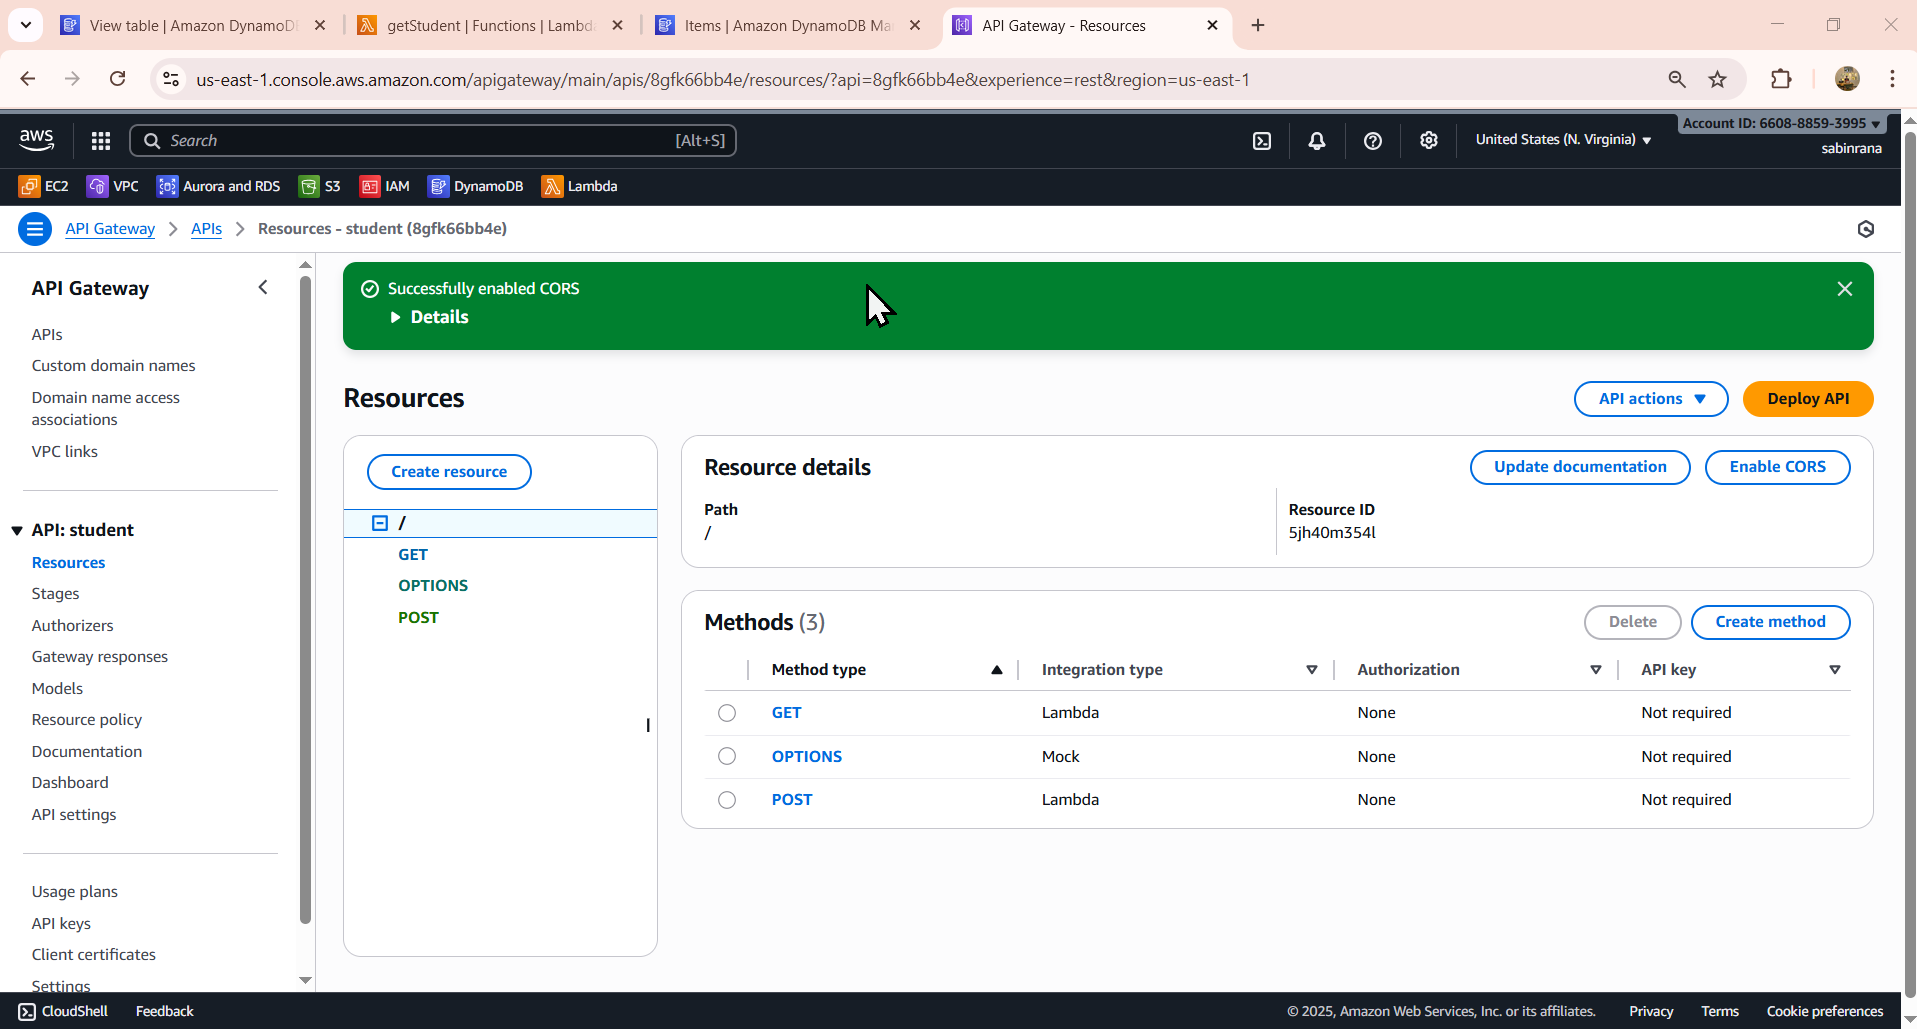 View table | Amazon DynamoDB
getStudent | Functions | Lambda
Items | Amazon DynamoDB Ma
API Gateway - Resources
us-east-1.console.aws.amazon.com/apigateway/main/apis/8gfk66bb4e/resources/?api=8gfk66bb4e&experience=rest&region=us-east-1
aws
Search
[Alt+S]
United States (N. Virginia)
Account ID: 6608-8859-3995
sabinrana
EC2
VPC
Aurora and RDS
S3
IAM
DynamoDB
Lambda
API Gateway
APIs
Resources - student (8gfk66bb4e)
API Gateway
APIs
Custom domain names
Domain name access
associations
VPC links
API: student
Resources
Stages
Authorizers
Gateway responses
Models
Resource policy
Documentation
Dashboard
API settings
Usage plans
API keys
Client certificates
Settings
Successfully enabled CORS
Details
Resources
API actions
Deploy API
Create resource
/
GET
OPTIONS
POST
Resource details
Update documentation
Enable CORS
Path
/
Resource ID
5jh40m354l
Methods (3)
Delete
Create method
Method type
Integration type
Authorization
API key
GET
Lambda
None
Not required
OPTIONS
Mock
None
Not required
POST
Lambda
None
Not required
CloudShell
Feedback
© 2025, Amazon Web Services, Inc. or its affiliates.
Privacy
Terms
Cookie preferences